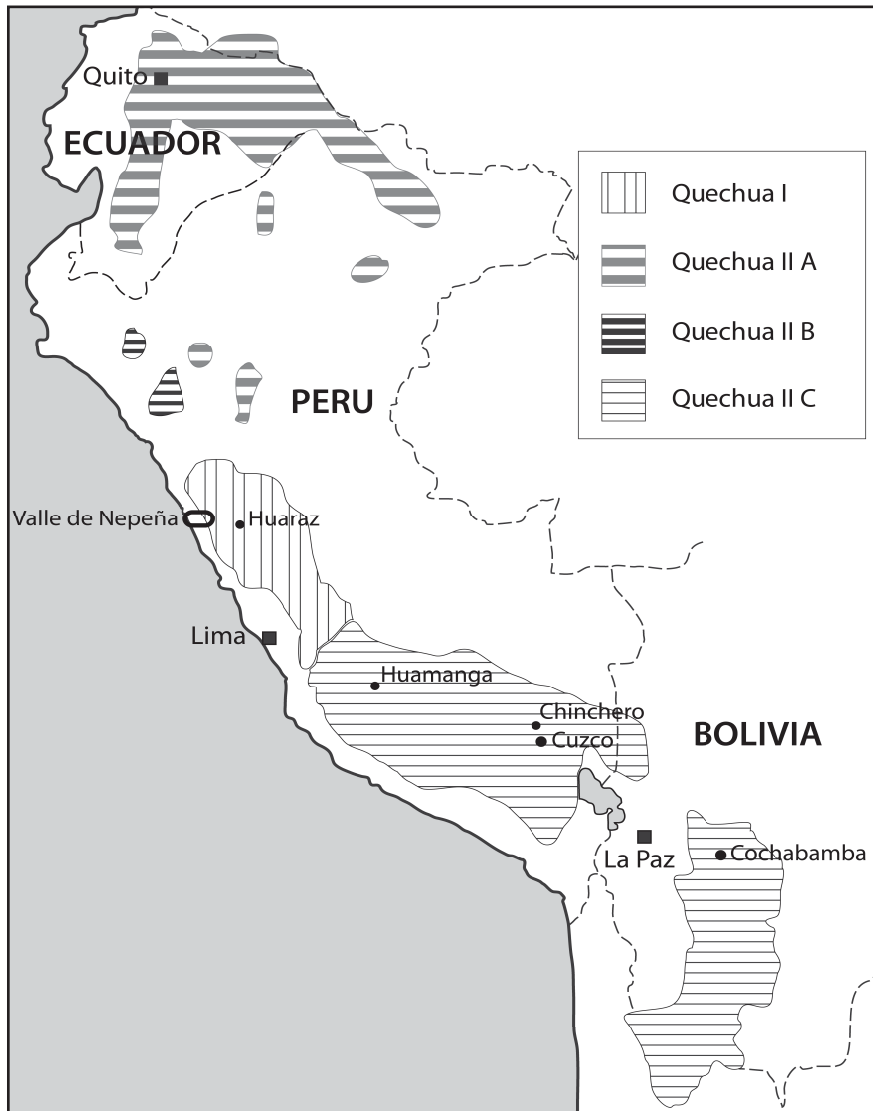 Quito
ECUADOR
Quechua I
Quechua II A
Quechua II B
Quechua II C
PERU
Valle de Nepeña
Huaraz
Lima
Huamanga
Chinchero
Cuzco
BOLIVIA
La Paz
Cochabamba